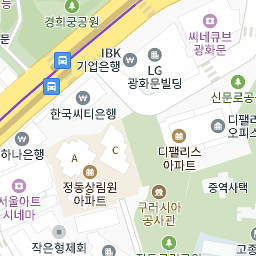 경희궁공원
씨네큐브
광화문
IBK
기업은행
LG
광화문빌딩
신문로공
한국씨티은행
디팰리스
오피스
디팰리스
아파트
하나은행
A
C
정동상림원
아파트
중역사택
구러시아
공사관
서울아트
시네마
작은형제회
고종